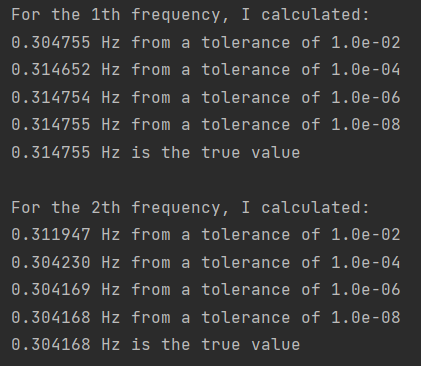 For the 1th frequency, I calculated:
0.304755 Hz from a tolerance of 1.0e-02
0.314652 Hz from a tolerance of 1.0e-04
0.314754 Hz from a tolerance of 1.0e-06
0.314755 Hz from a tolerance of 1.0e-08
0.314755 Hz is the true value

For the 2th frequency, I calculated:
0.311947 Hz from a tolerance of 1.0e-02
0.304230 Hz from a tolerance of 1.0e-04
0.304169 Hz from a tolerance of 1.0e-06
0.304168 Hz from a tolerance of 1.0e-08
0.304168 Hz is the true value